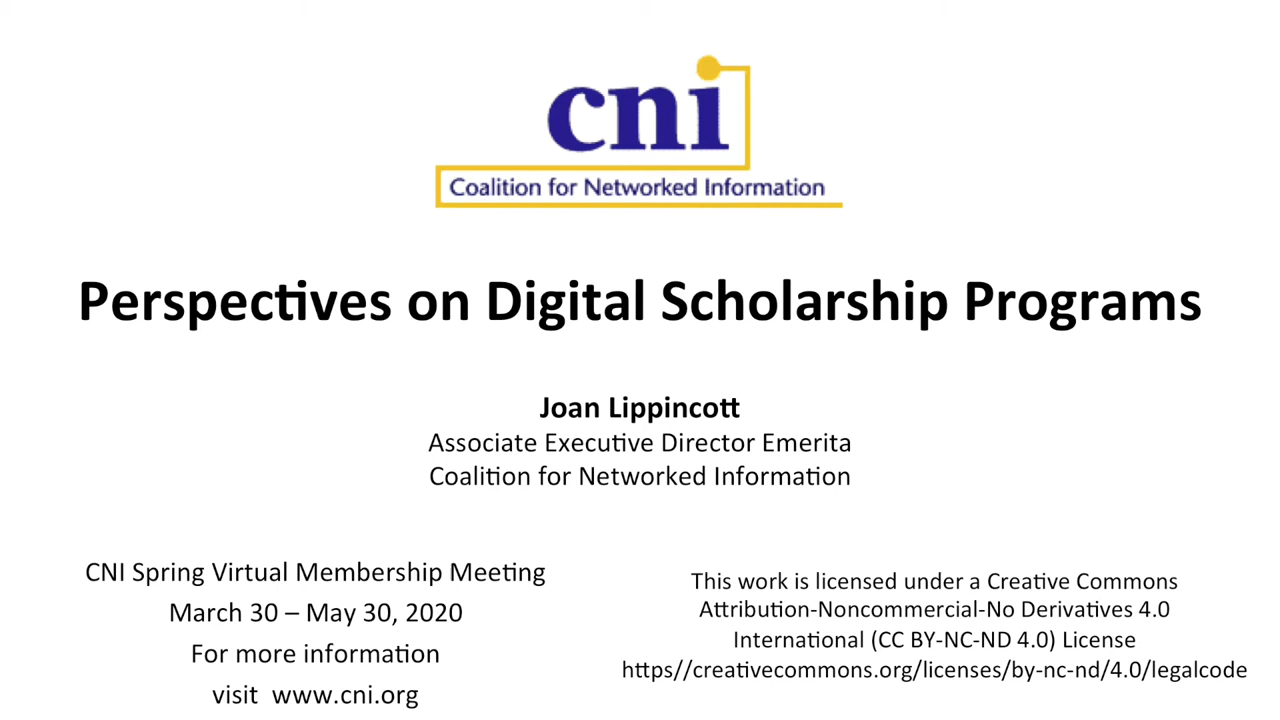 cni
Coalition for Networked Information
Perspectives on Digital Scholarship Programs
Joan Lippincott
Associate Executive Director Emerita
Coalition for Networked Information
CNI Spring Virtual Membership Meeting
March 30 – May 30, 2020
For more information
visit www.cni.org
This work is licensed under a Creative Commons
Attribution-Noncommercial-No Derivatives 4.0
International (CC BY-NC-ND 4.0) License
https//creativecommons.org/licenses/by-nc-nd/4.0/legalcode